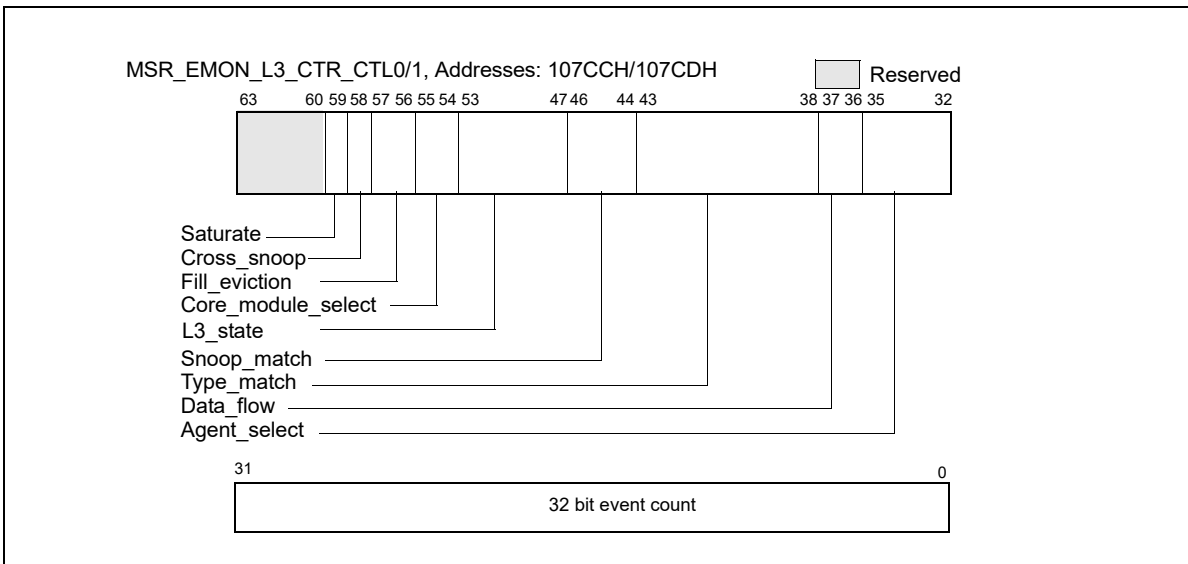 MSR_EMON_L3_CTR_CTL0/1, Addresses: 107CCH/107CDH
Reserved
63 60 59 58 57 56 55 54 53 47 46 44 43 38 37 36 35 32
Saturate
Cross_snoop
Fill_eviction
Core_module_select
L3_state
Snoop_match
Type_match
Data_flow
Agent_select
31 0
32 bit event count